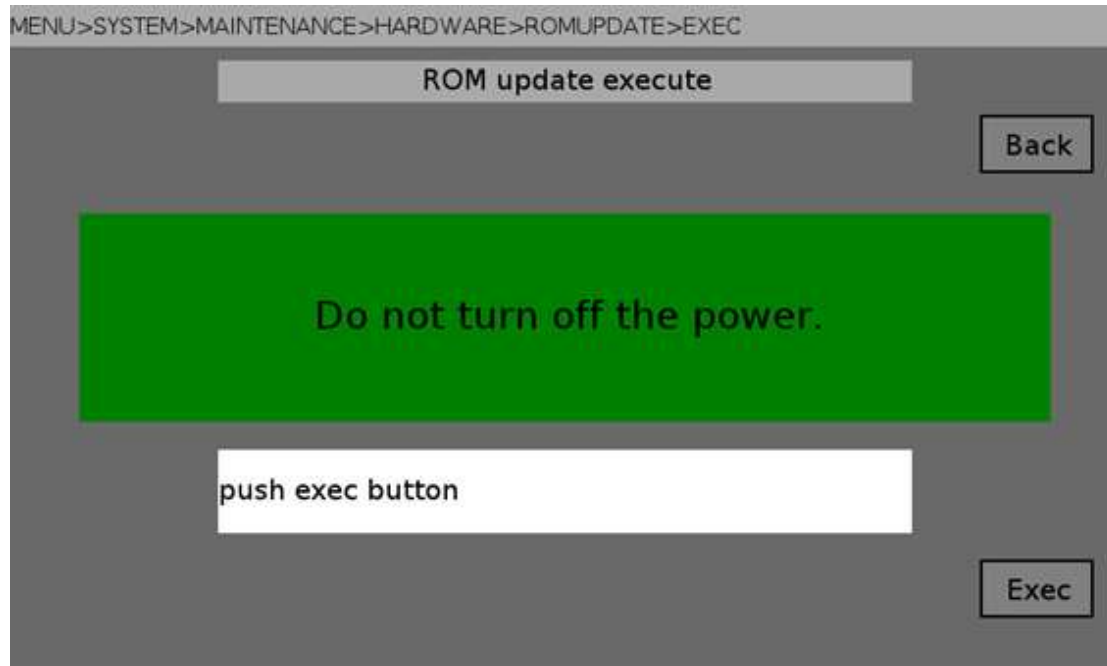 MENU>SYSTEM>MAINTENANCE>HARDWARE>ROMUPDATE>EXEC
ROM update execute
Back
Do not turn off the power.
push exec button
Exec